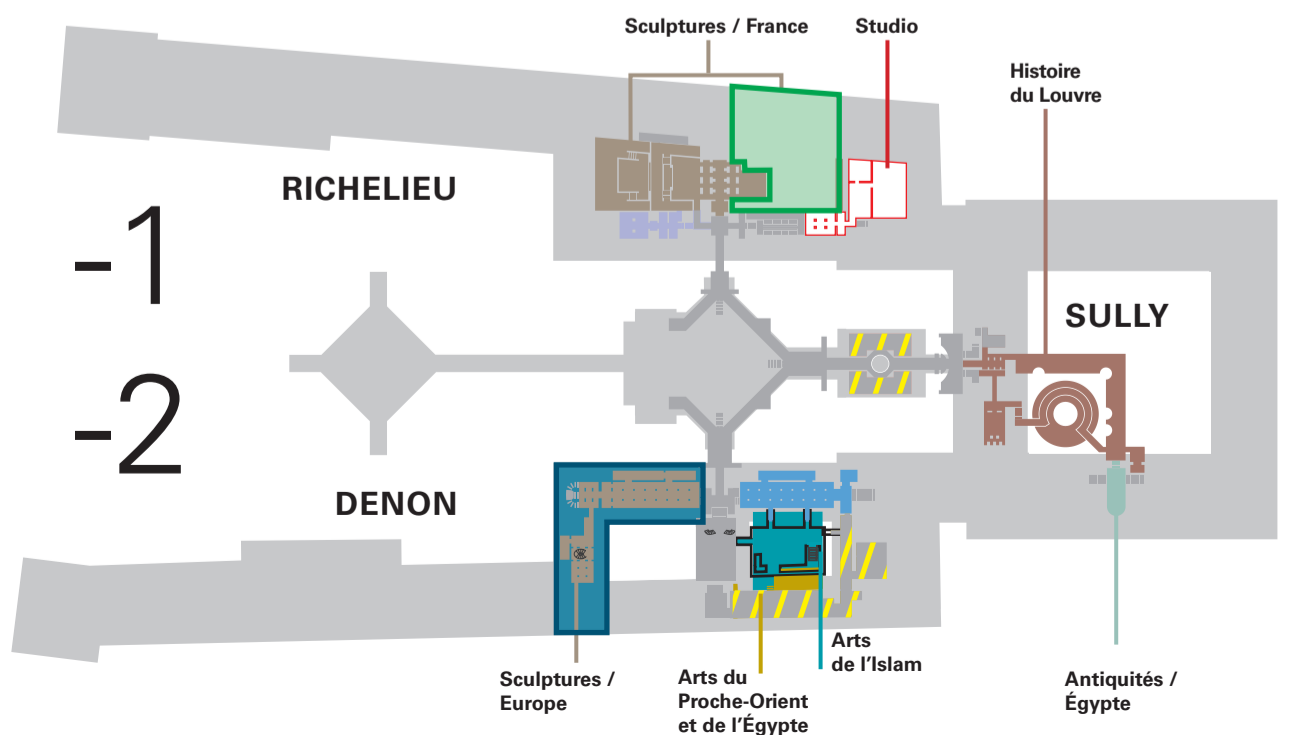 Sculptures / France
Studio
Histoire
du Louvre
RICHELIEU
-1
SULLY
-2
DENON
Sculptures /
Europe
Arts du
Proche-Orient
et de l'Égypte
Arts
de l'Islam
Antiquités /
Égypte